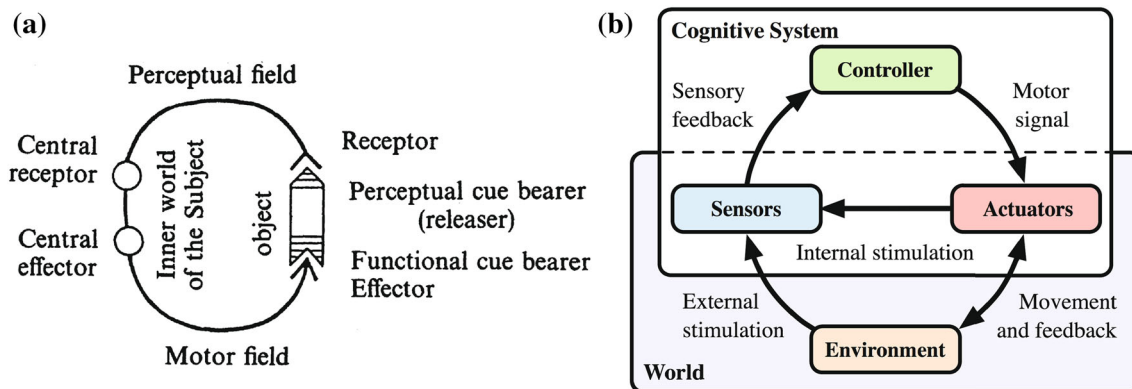 (a)
Perceptual field
Central
receptor
Central
effector
Inner world
of the Subject
object
Receptor
Perceptual cue bearer
(releaser)
Functional cue bearer
Effector
Motor field
(b)
Cognitive System
Controller
Sensory
feedback
Motor
signal
Sensors
Actuators
Internal stimulation
External
stimulation
Movement
and feedback
Environment
World